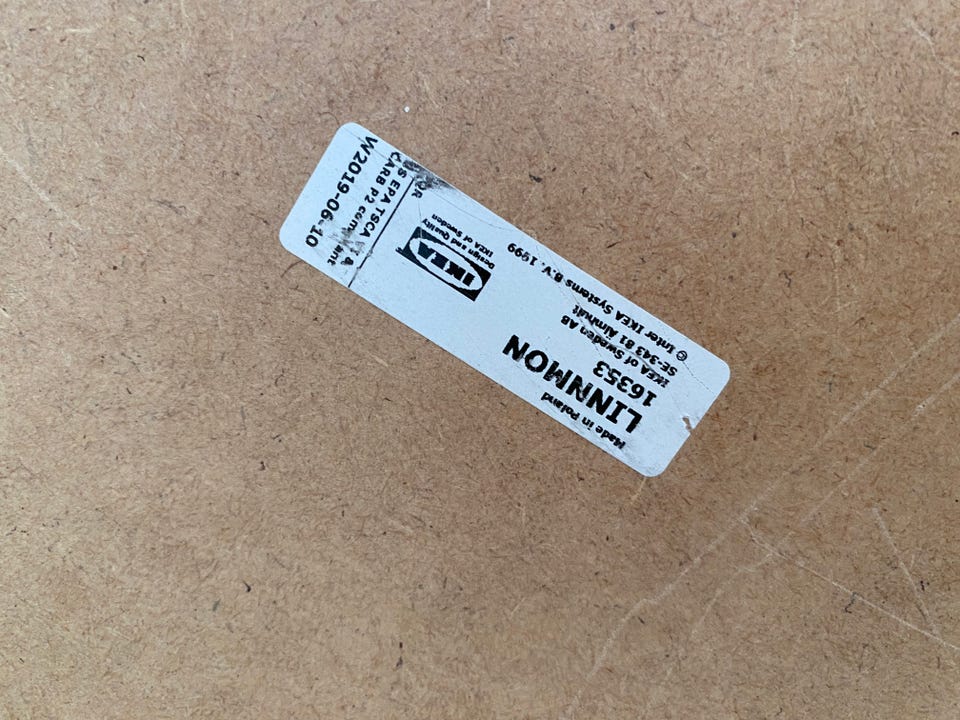 Made in Poland
LINNMON
16353
IKEA of Sweden AB
SE-343 81 Älmhult
© Inter IKEA Systems B.V. 1999
IKEA
Design and Quality
IKEA of Sweden
US EPA TSCA VI &
CARB P2 compliant
W2019-06-10